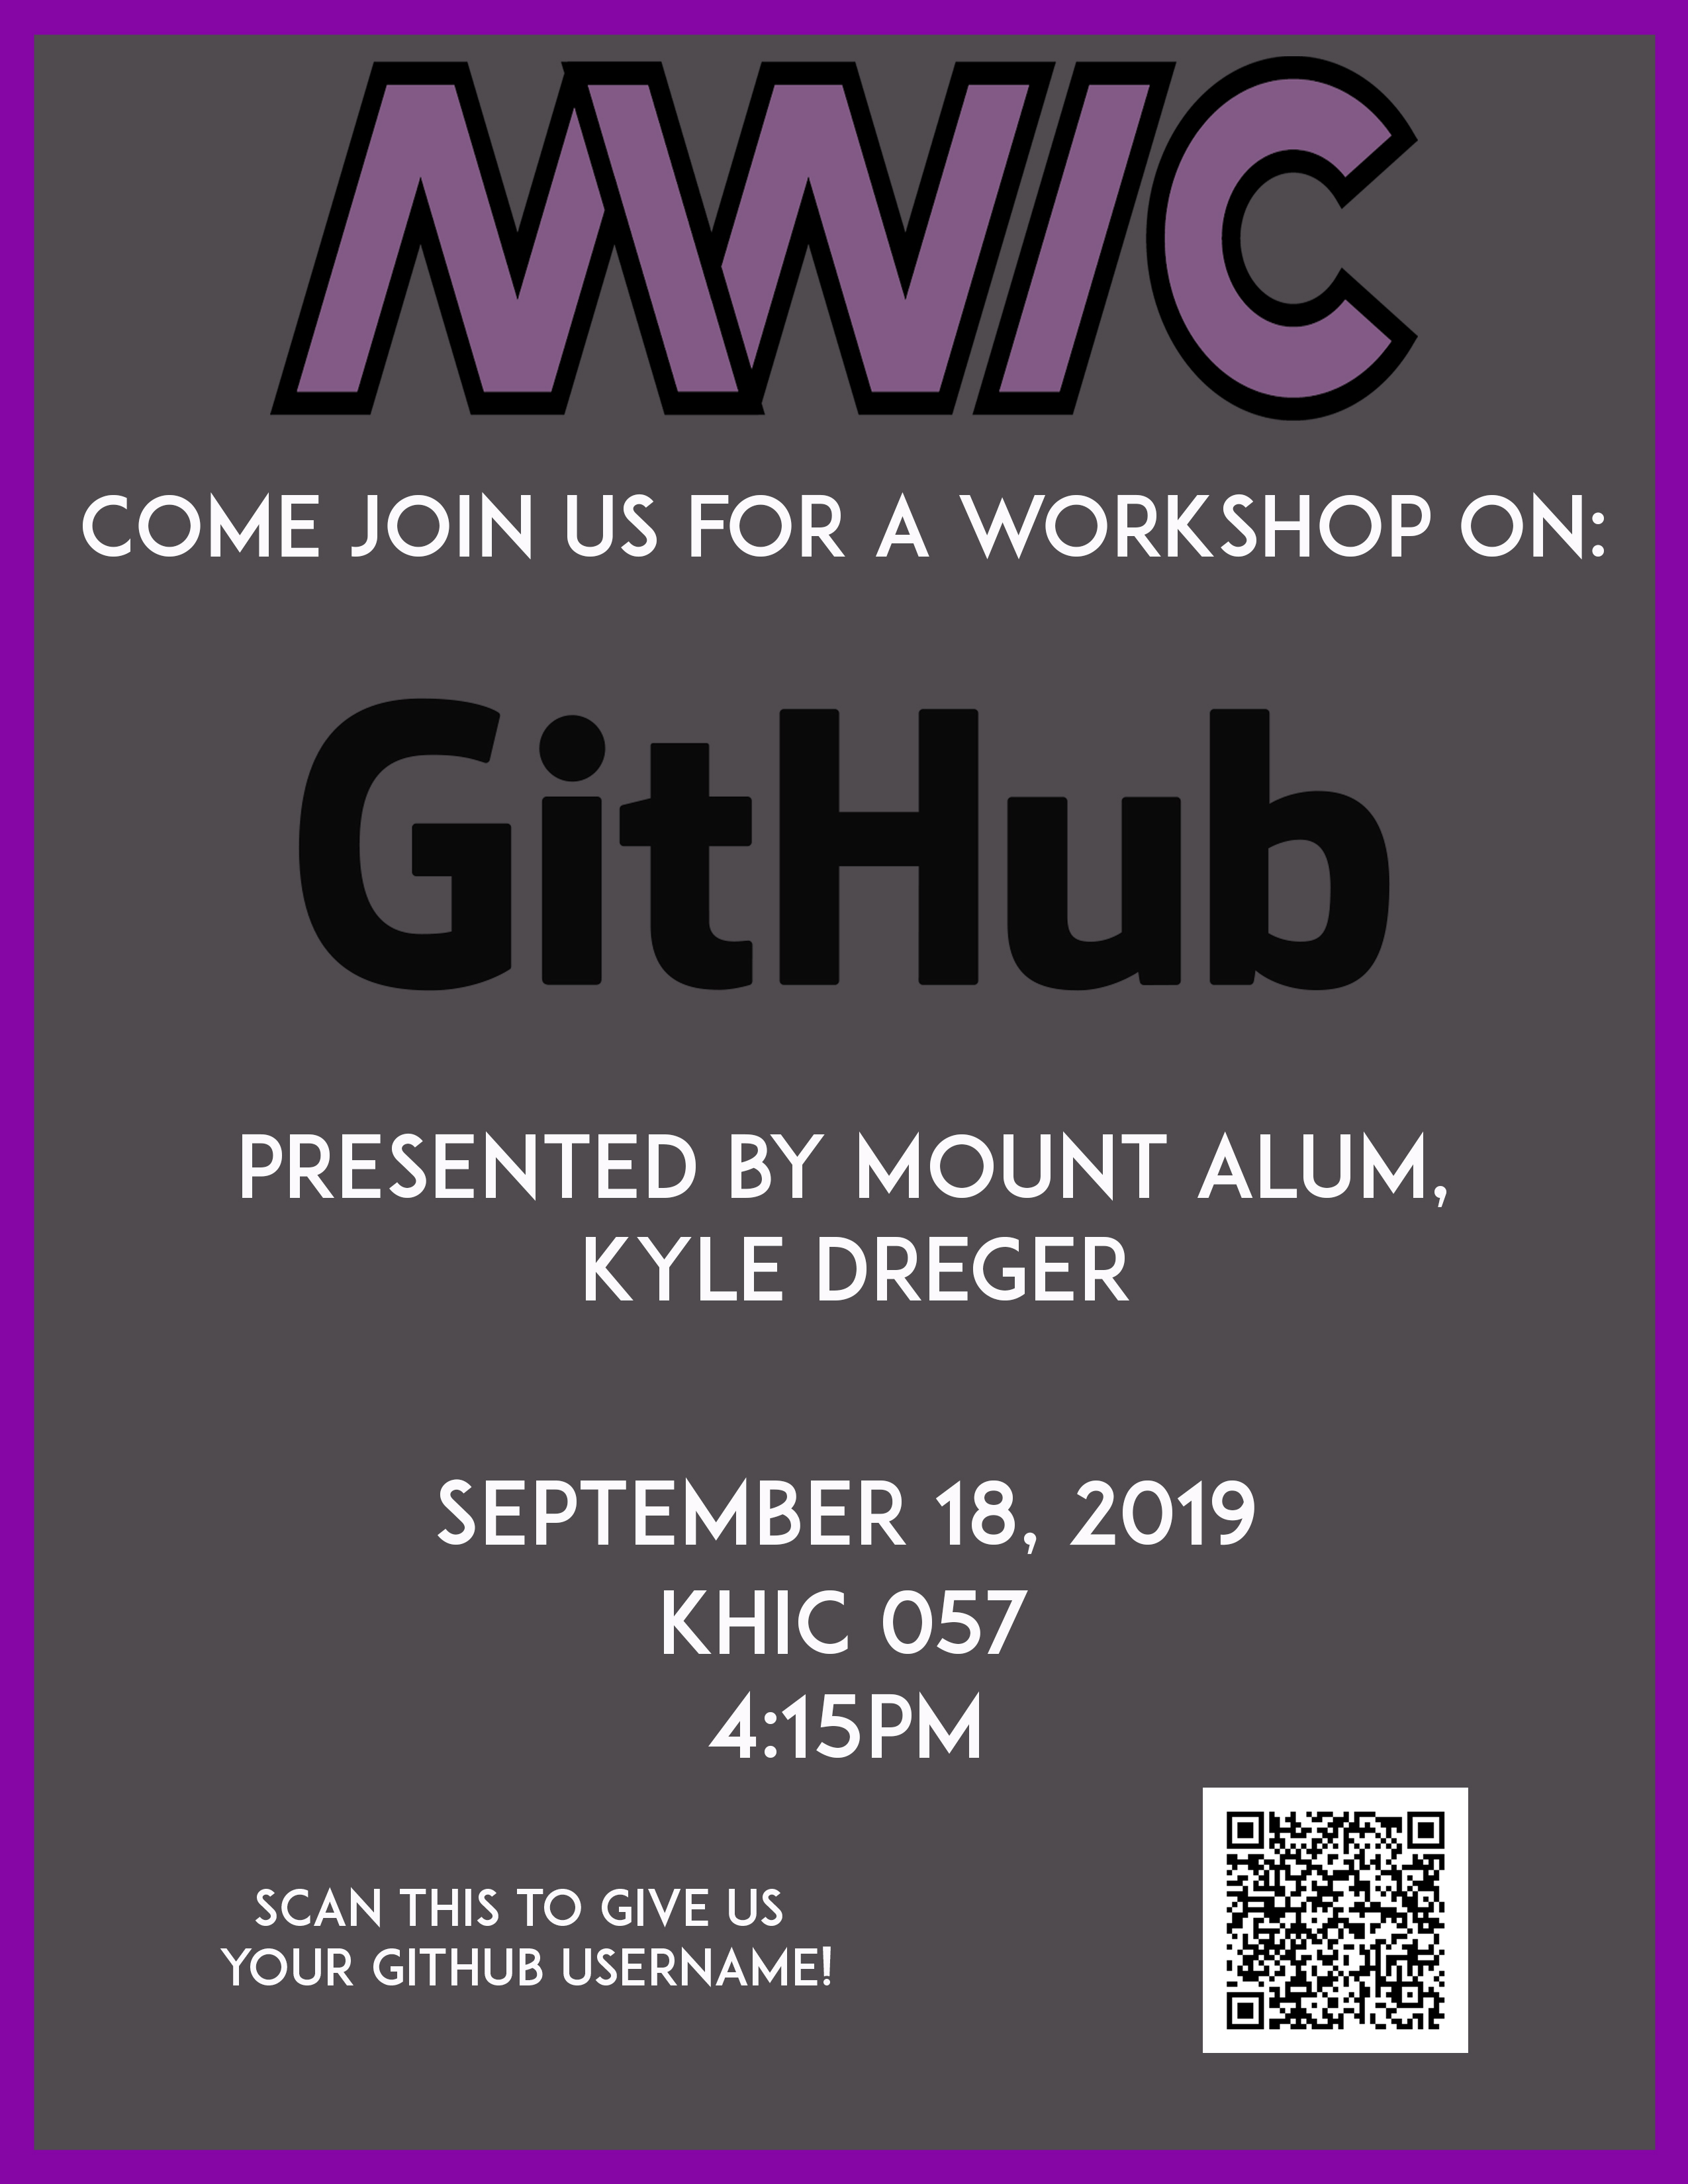 MWIC
COME JOIN US FOR A WORKSHOP ON:
GitHub
PRESENTED BY MOUNT ALUM,
KYLE DREGER
SEPTEMBER 18, 2019
KHIC 057
4:15PM
SCAN THIS TO GIVE US
YOUR GITHUB USERNAME!